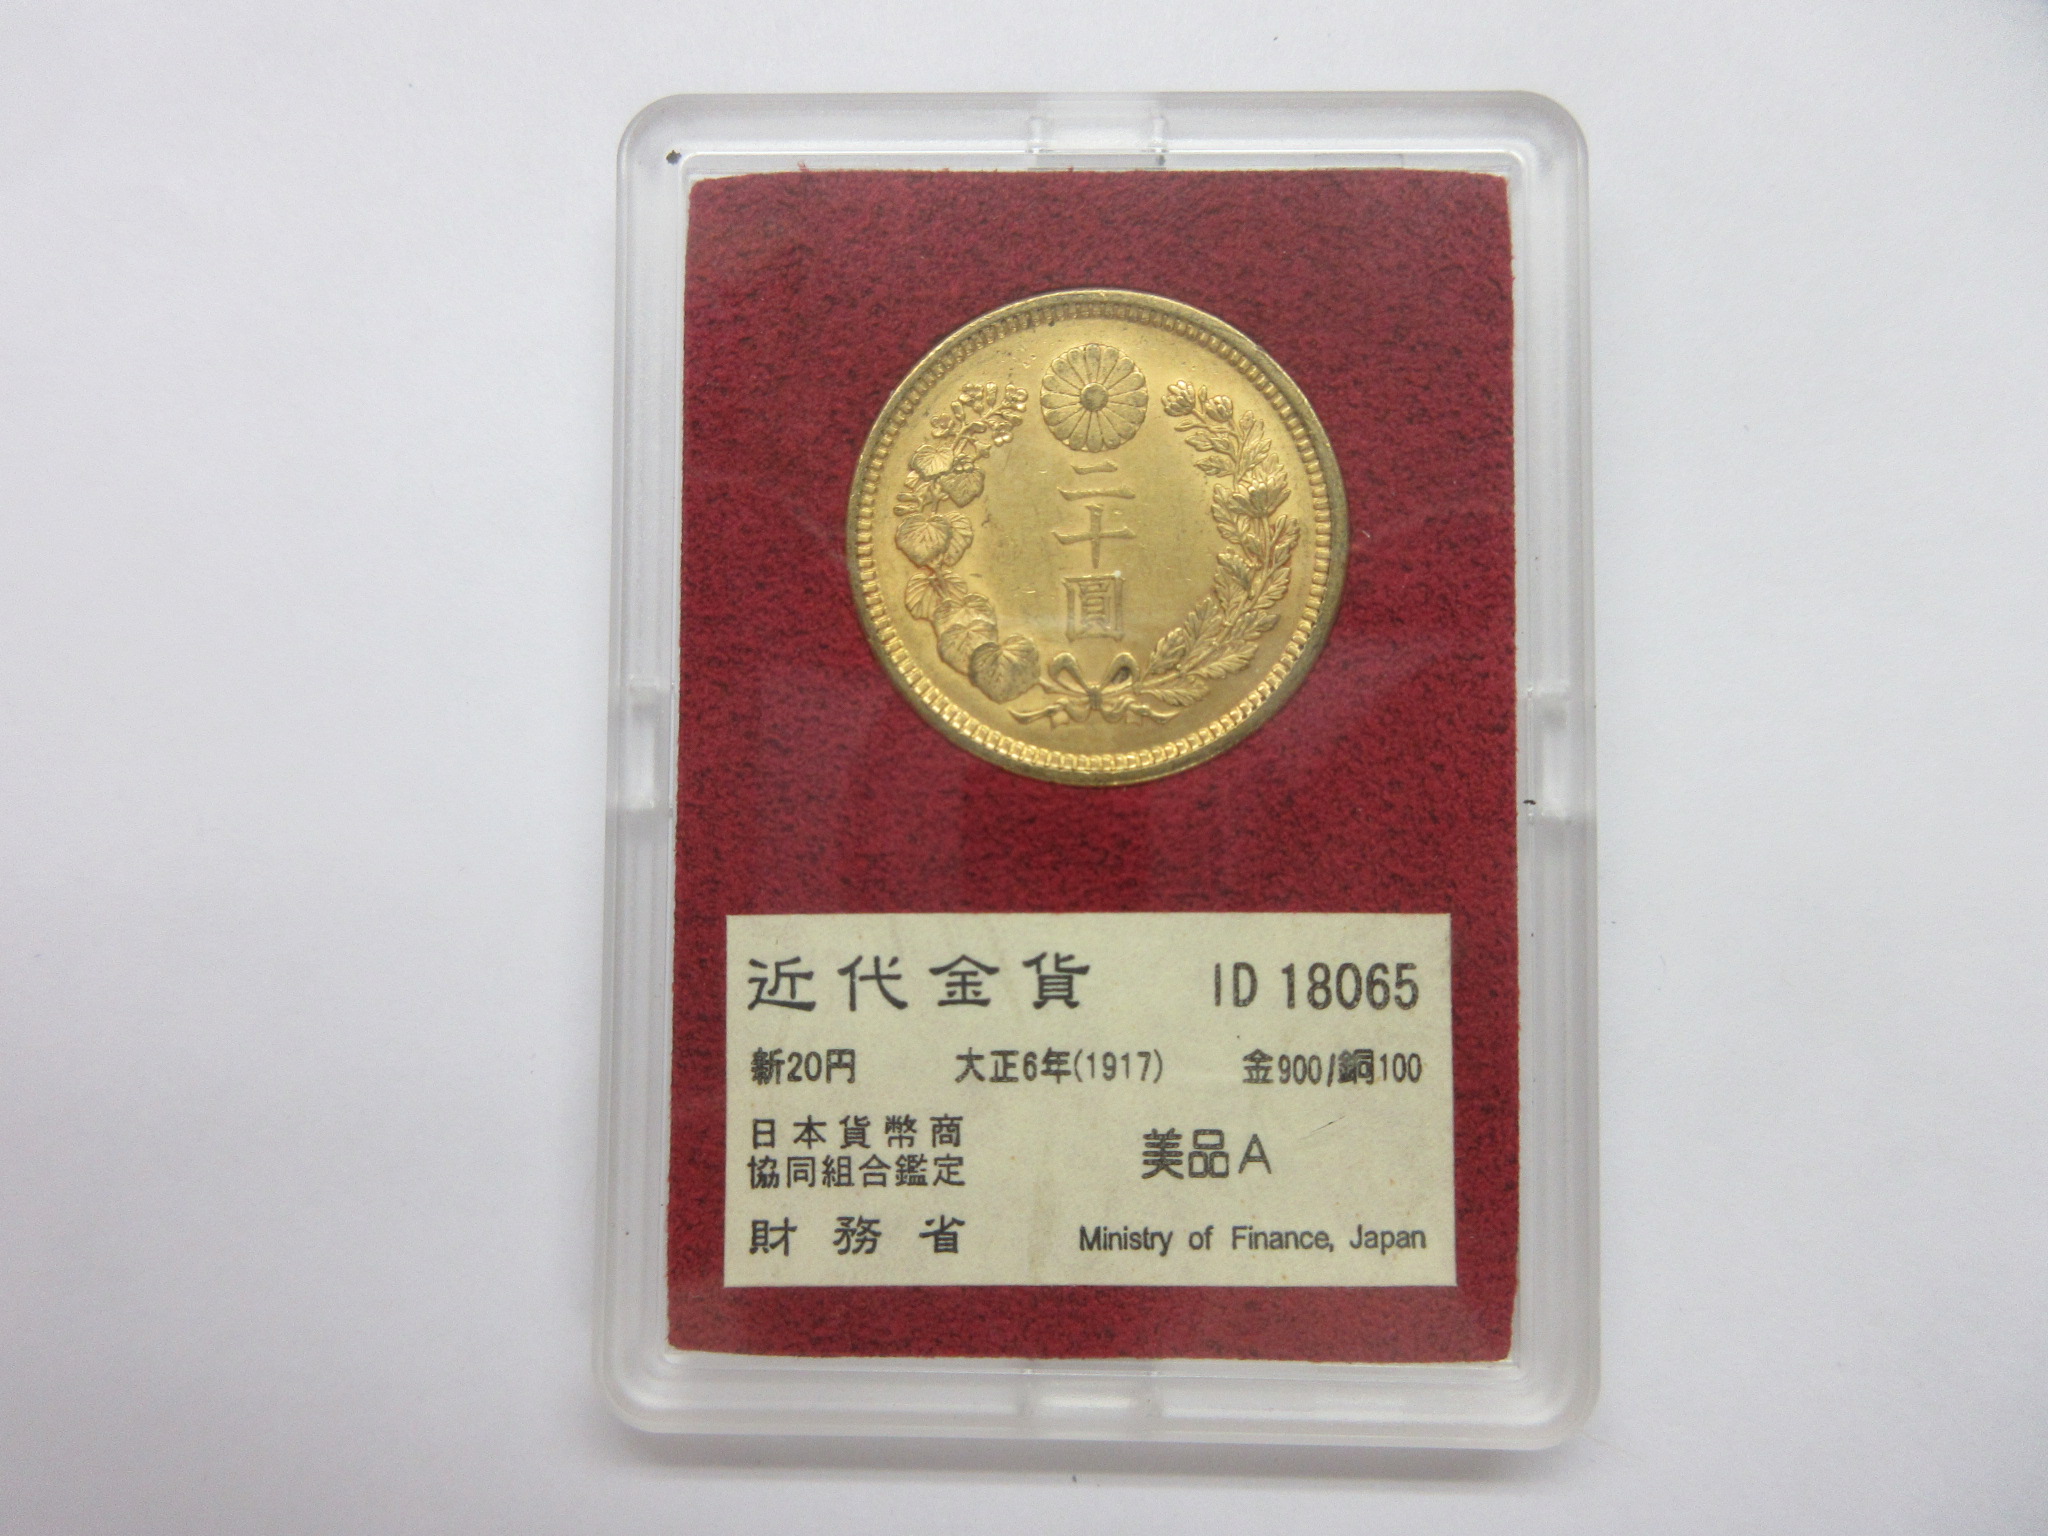 二十圓
近代金貨 ID 18065
新20円 大正6年(1917) 金900/銅100
日本貨幣商
協同組合鑑定
美品A
財務省 Ministry of Finance, Japan